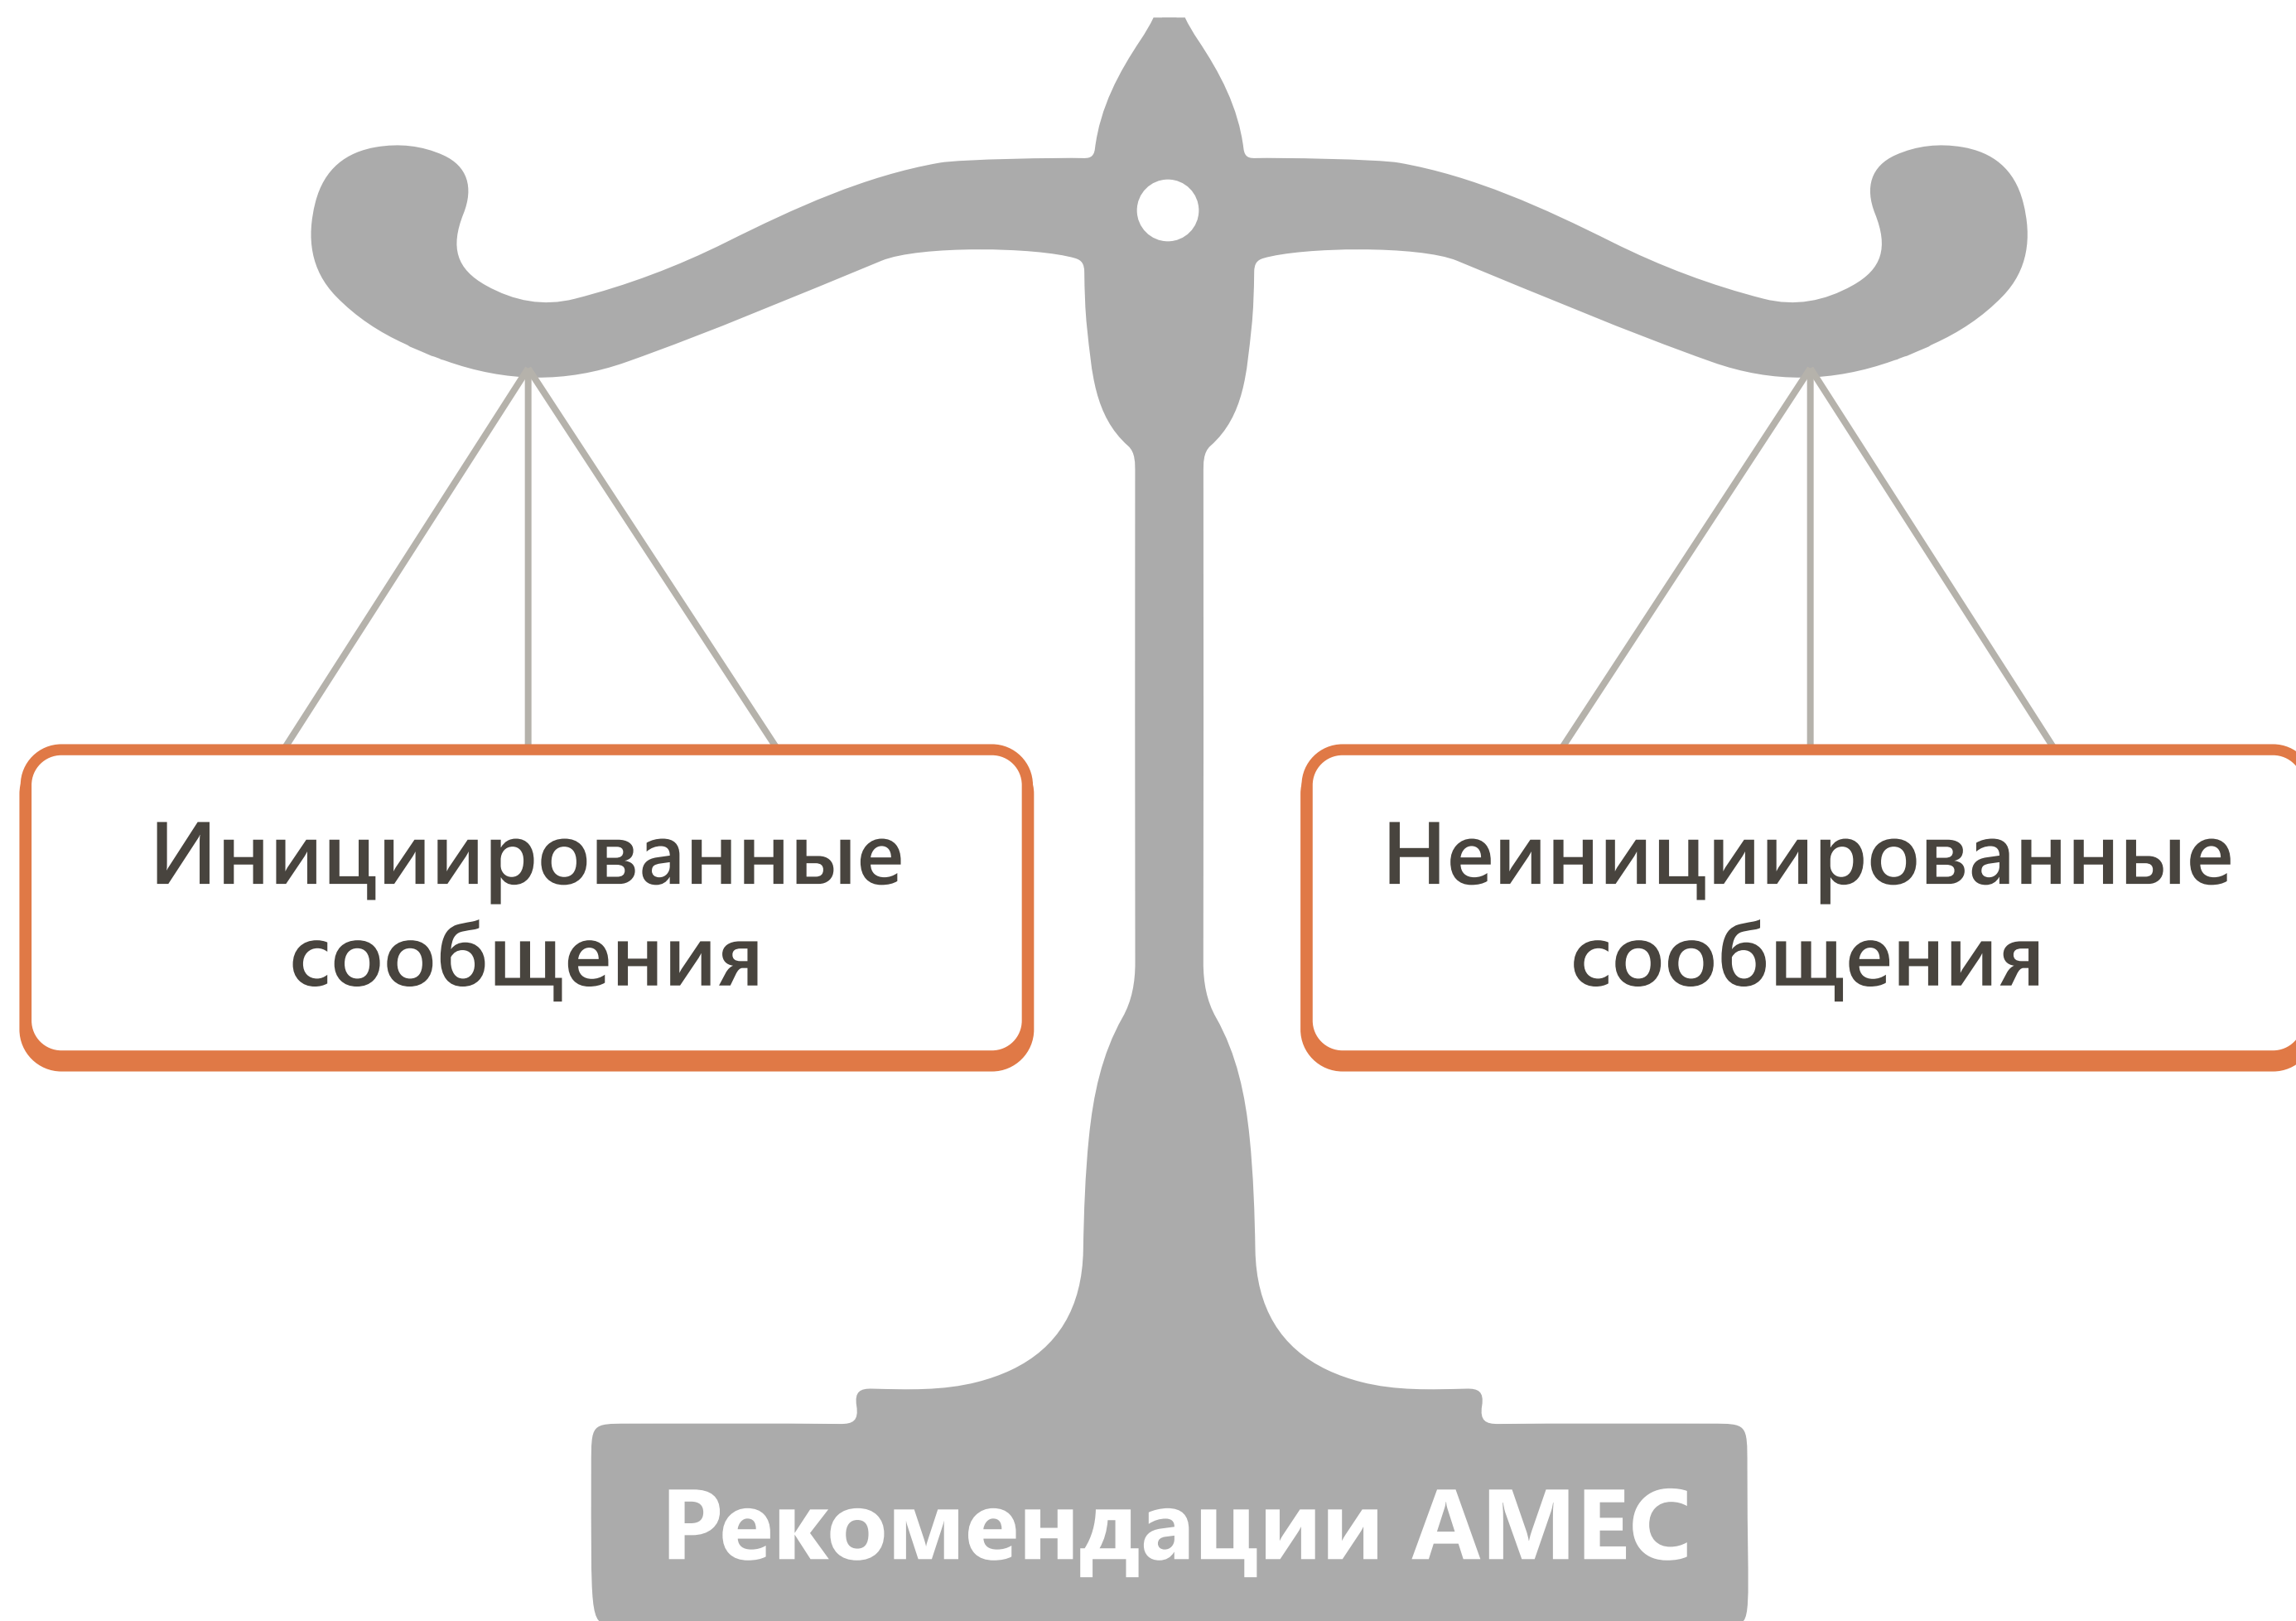 Инициированные
сообщения
Неинициированные
сообщения
Рекомендации AMEC